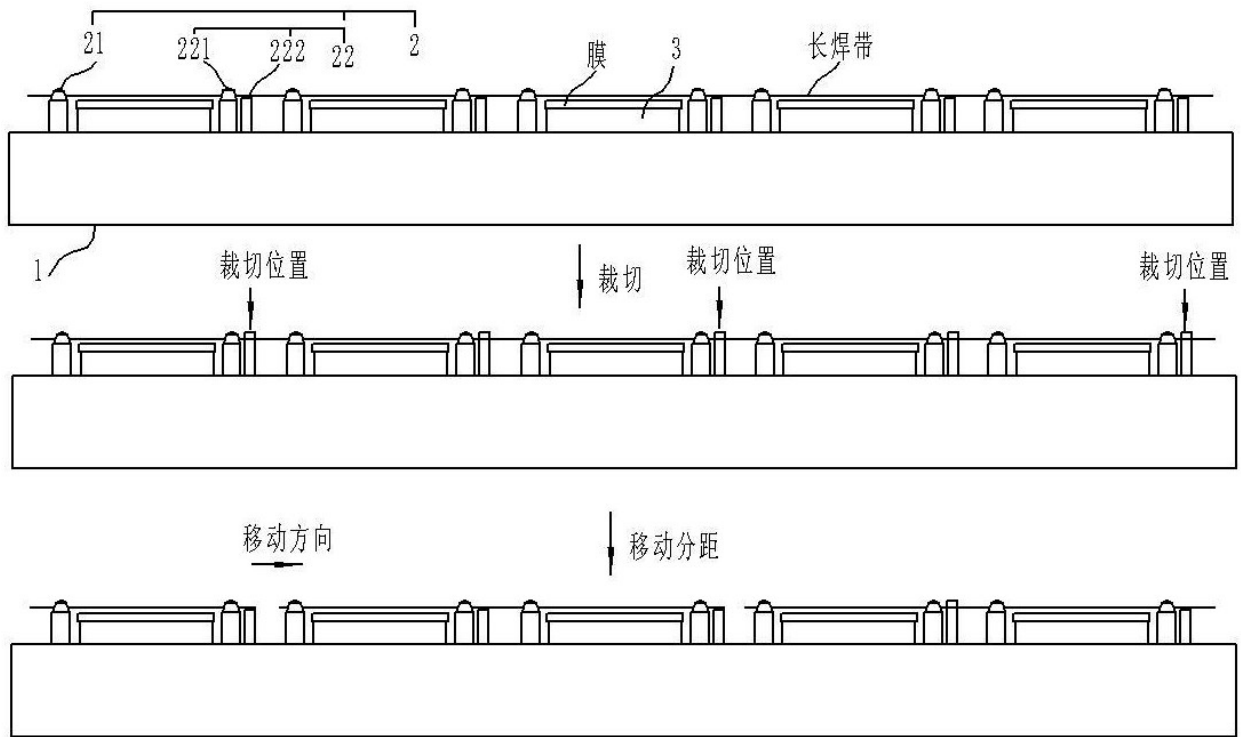 21 221 222 22 2
膜 3 长焊带
1
裁切位置 裁切 裁切位置 裁切位置
移动方向 移动分距